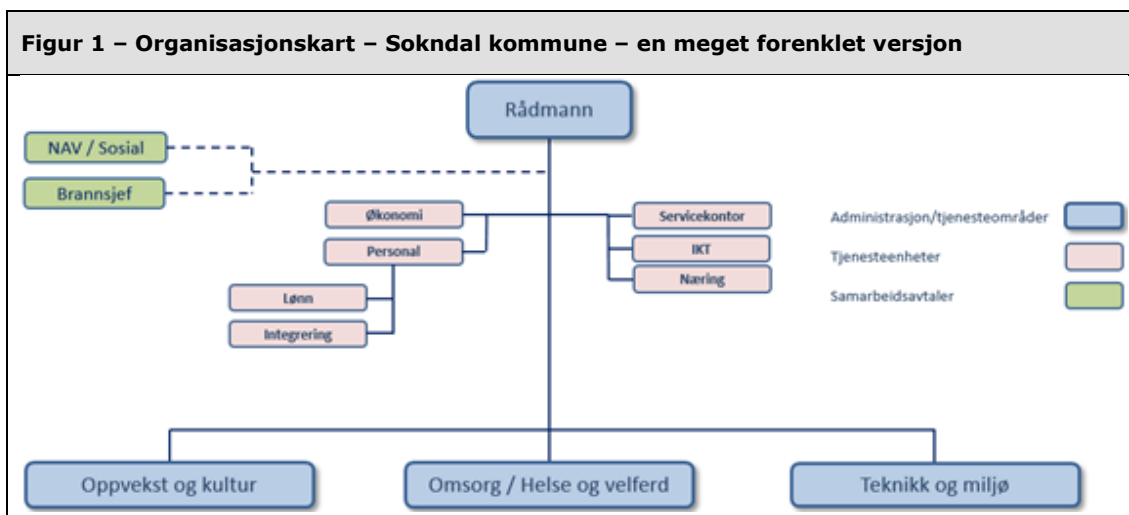 Figur 1 – Organisasjonskart – Sokndal kommune – en meget forenklet versjon
Rådmann
NAV / Sosial
Brannsjef
Økonomi
Personal
Lønn
Integrering
Servicekontor
IKT
Næring
Administrasjon/tjenesteområder
Tjenesteenheter
Samarbeidsavtaler
Oppvekst og kultur
Omsorg / Helse og velferd
Teknikk og miljø